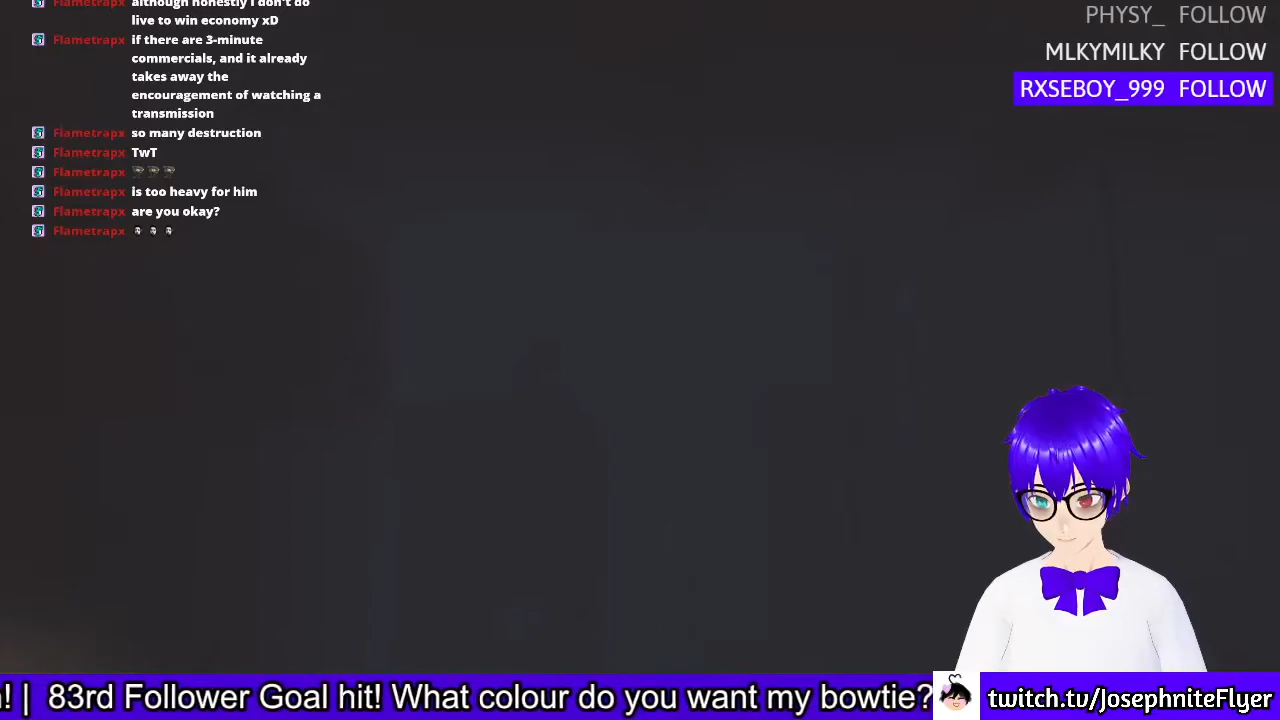 Flametrapx although honestly I don't do
live to win economy xD
Flametrapx if there are 3-minute
commercials, and it already
takes away the
encouragement of watching a
transmission
Flametrapx so many destruction
Flametrapx TwT
Flametrapx
Flametrapx is too heavy for him
Flametrapx are you okay?
Flametrapx
PHYSY_ FOLLOW
MLKYMILKY FOLLOW
RXSEBOY_999 FOLLOW
! | 83rd Follower Goal hit! What colour do you want my bowtie?
twitch.tv/JosephniteFlyer